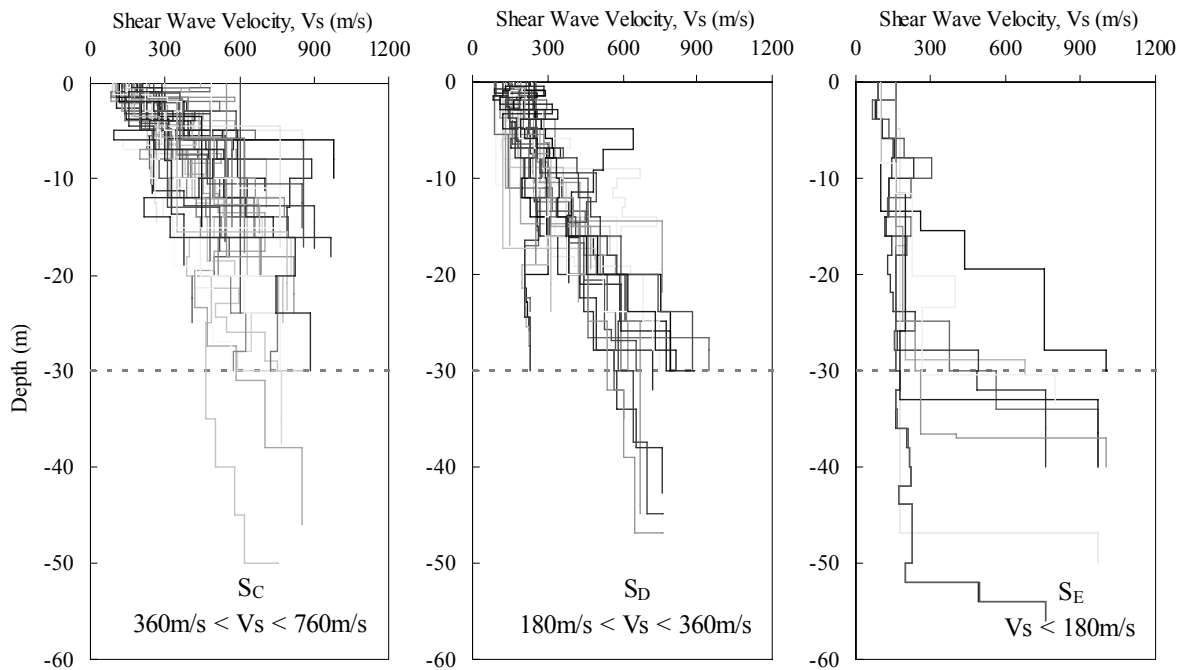 Shear Wave Velocity, Vs (m/s)
0 300 600 900 1200
0
-10
-20
-30
-40
-50
-60
Depth (m)
SC
360m/s < Vs < 760m/s
Shear Wave Velocity, Vs (m/s)
0 300 600 900 1200
0
-10
-20
-30
-40
-50
-60
SD
180m/s < Vs < 360m/s
Shear Wave Velocity, Vs (m/s)
0 300 600 900 1200
0
-10
-20
-30
-40
-50
-60
SE
Vs < 180m/s